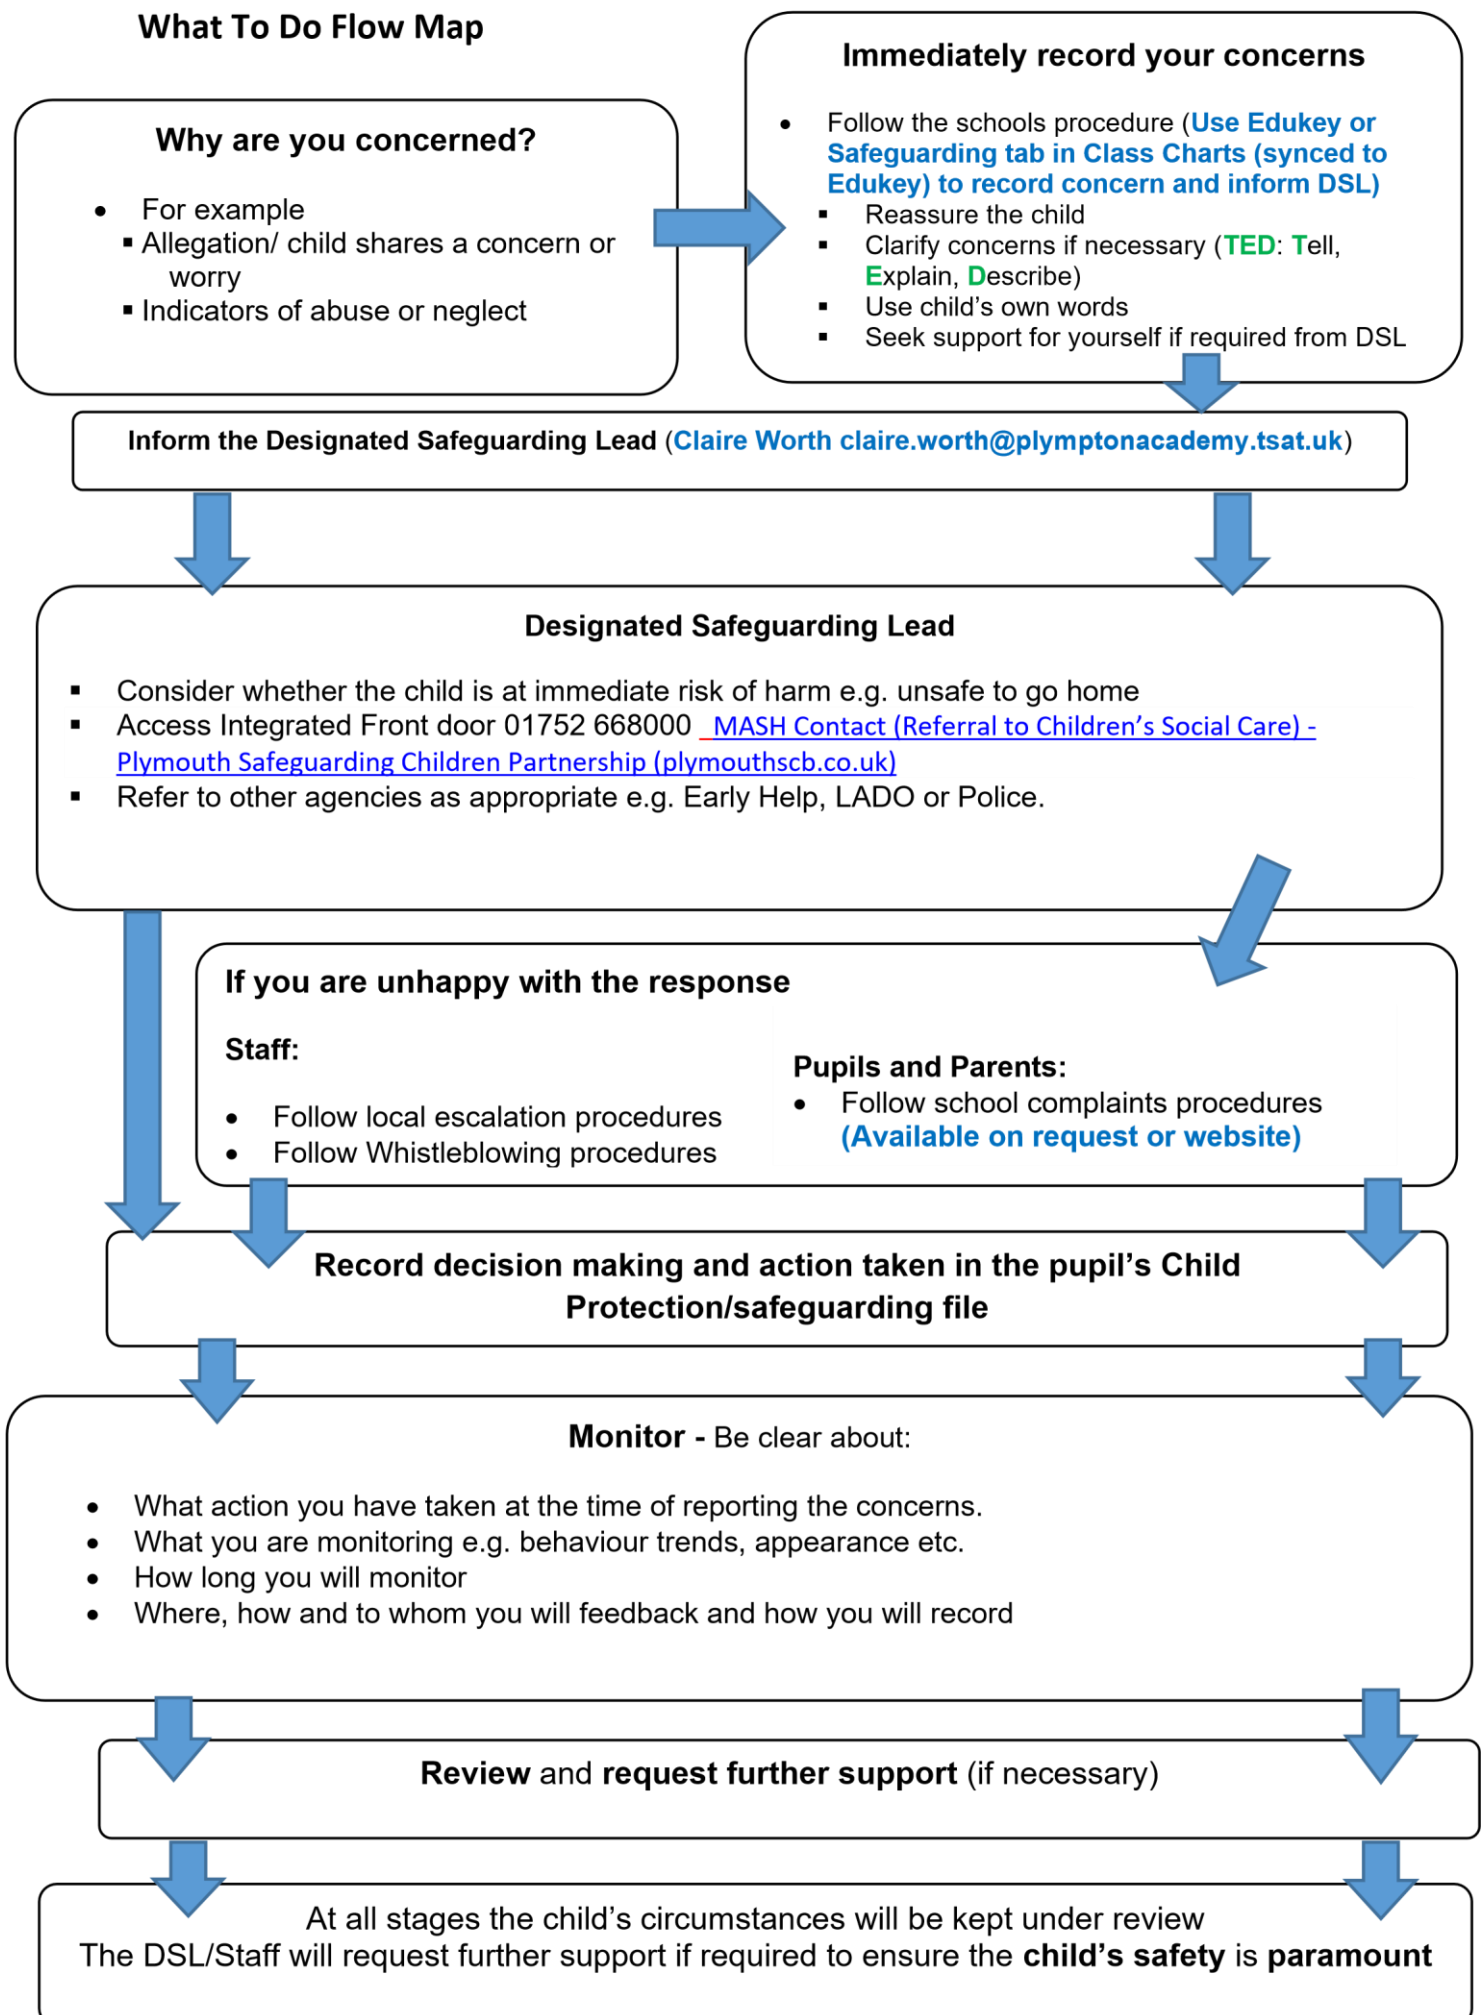 What To Do Flow Map
Why are you concerned?
• For example
▪ Allegation/ child shares a concern or
worry
▪ Indicators of abuse or neglect
Immediately record your concerns
• Follow the schools procedure (Use Edukey or
Safeguarding tab in Class Charts (synced to
Edukey) to record concern and inform DSL)
▪ Reassure the child
▪ Clarify concerns if necessary (TED: Tell,
Explain, Describe)
▪ Use child's own words
▪ Seek support for yourself if required from DSL
Inform the Designated Safeguarding Lead (Claire Worth claire.worth@plymptonacademy.tsat.uk)
Designated Safeguarding Lead
▪ Consider whether the child is at immediate risk of harm e.g. unsafe to go home
▪ Access Integrated Front door 01752 668000 _MASH Contact (Referral to Children's Social Care) -
Plymouth Safeguarding Children Partnership (plymouthscb.co.uk)
▪ Refer to other agencies as appropriate e.g. Early Help, LADO or Police.
If you are unhappy with the response
Staff:
• Follow local escalation procedures
• Follow Whistleblowing procedures
Pupils and Parents:
• Follow school complaints procedures
(Available on request or website)
Record decision making and action taken in the pupil's Child
Protection/safeguarding file
Monitor - Be clear about:
• What action you have taken at the time of reporting the concerns.
• What you are monitoring e.g. behaviour trends, appearance etc.
• How long you will monitor
• Where, how and to whom you will feedback and how you will record
Review and request further support (if necessary)
At all stages the child's circumstances will be kept under review
The DSL/Staff will request further support if required to ensure the child's safety is paramount